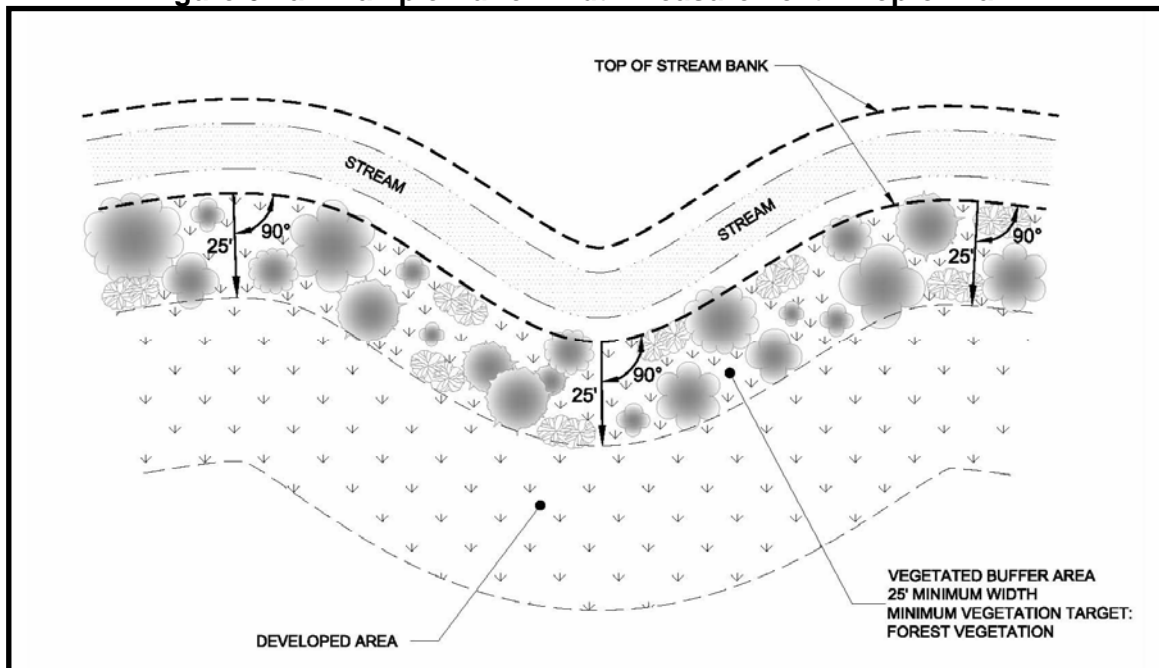 TOP OF STREAM BANK
STREAM
STREAM
25'
90°
25'
90°
25'
90°
VEGETATED BUFFER AREA
25' MINIMUM WIDTH
MINIMUM VEGETATION TARGET:
FOREST VEGETATION
DEVELOPED AREA